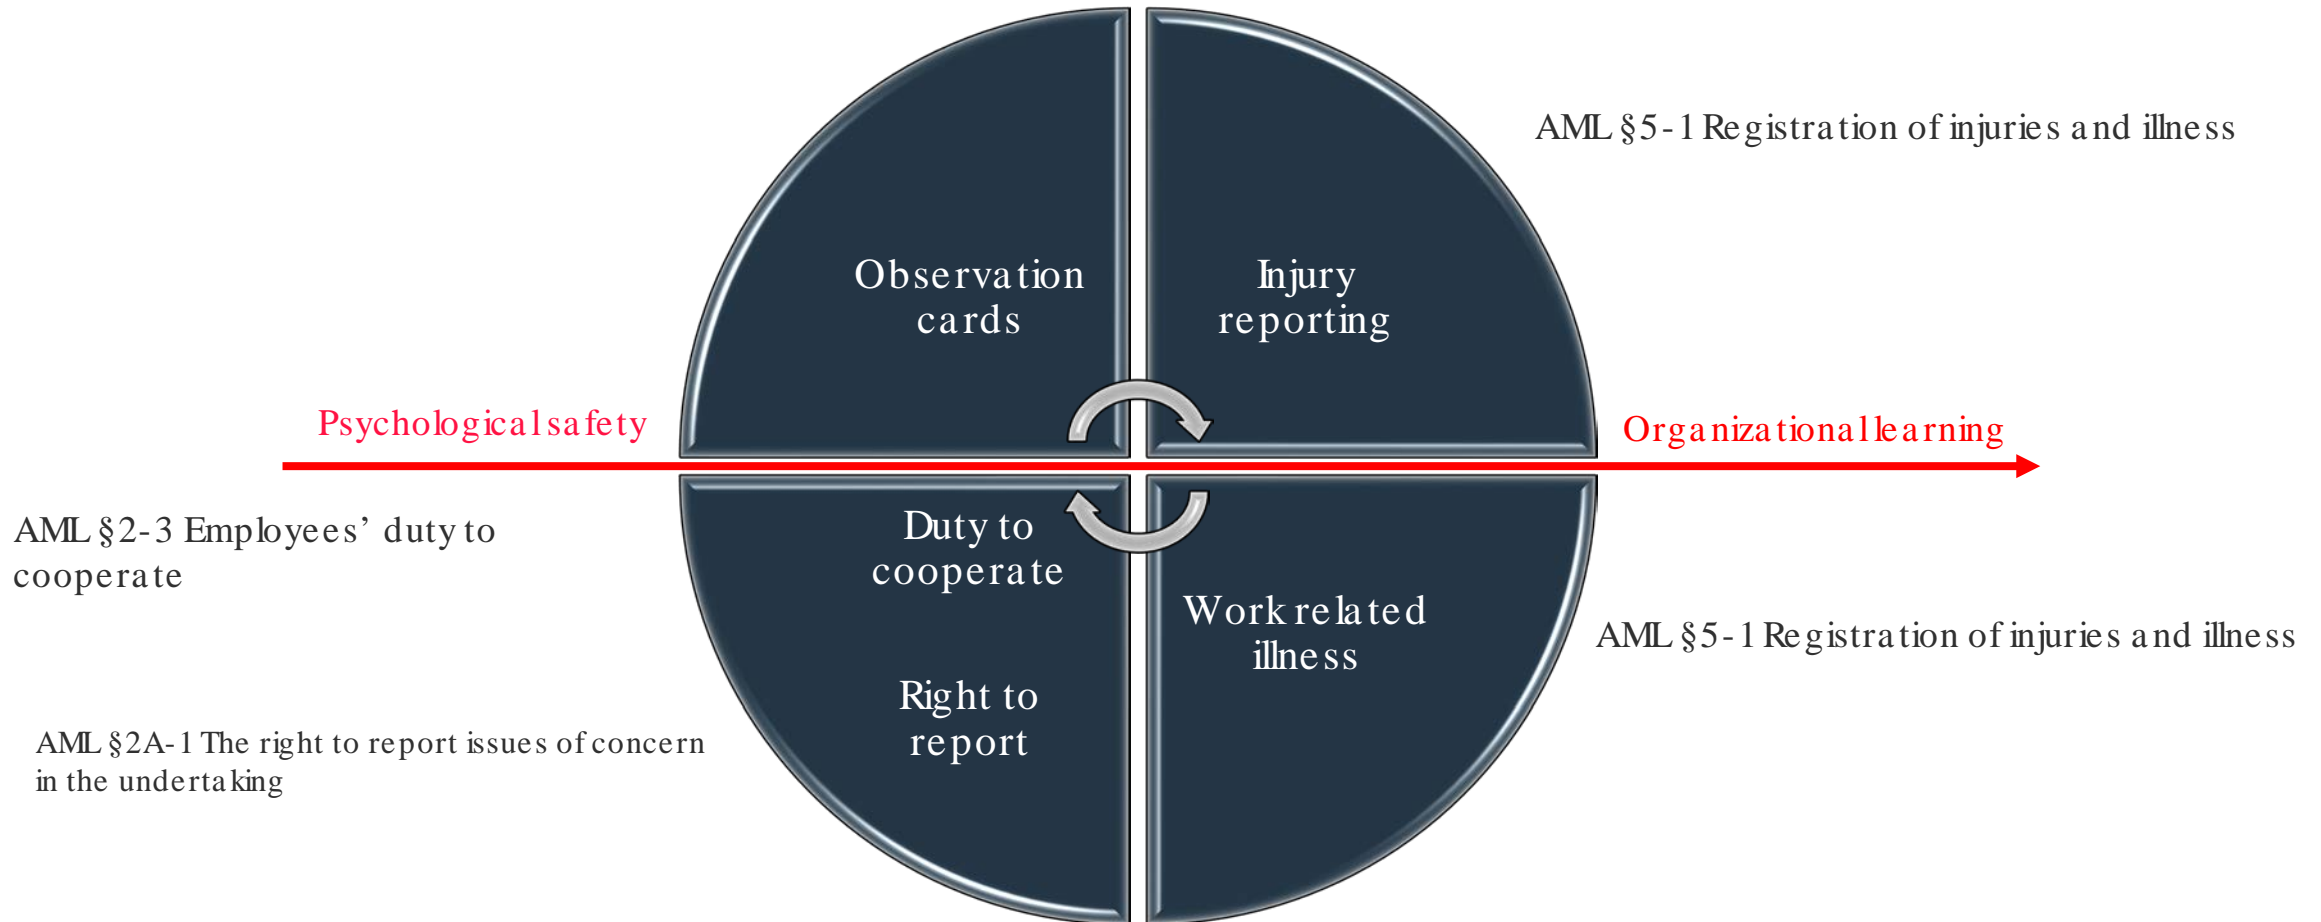 AML §5-1 Registration of injuries and illness
Observation
cards
Injury
reporting
Psychological safety
Organizational learning
AML §2-3 Employees’ duty to
cooperate
Duty to
cooperate
Work related
illness
AML §5-1 Registration of injuries and illness
Right to
report
AML §2A-1 The right to report issues of concern
in the undertaking